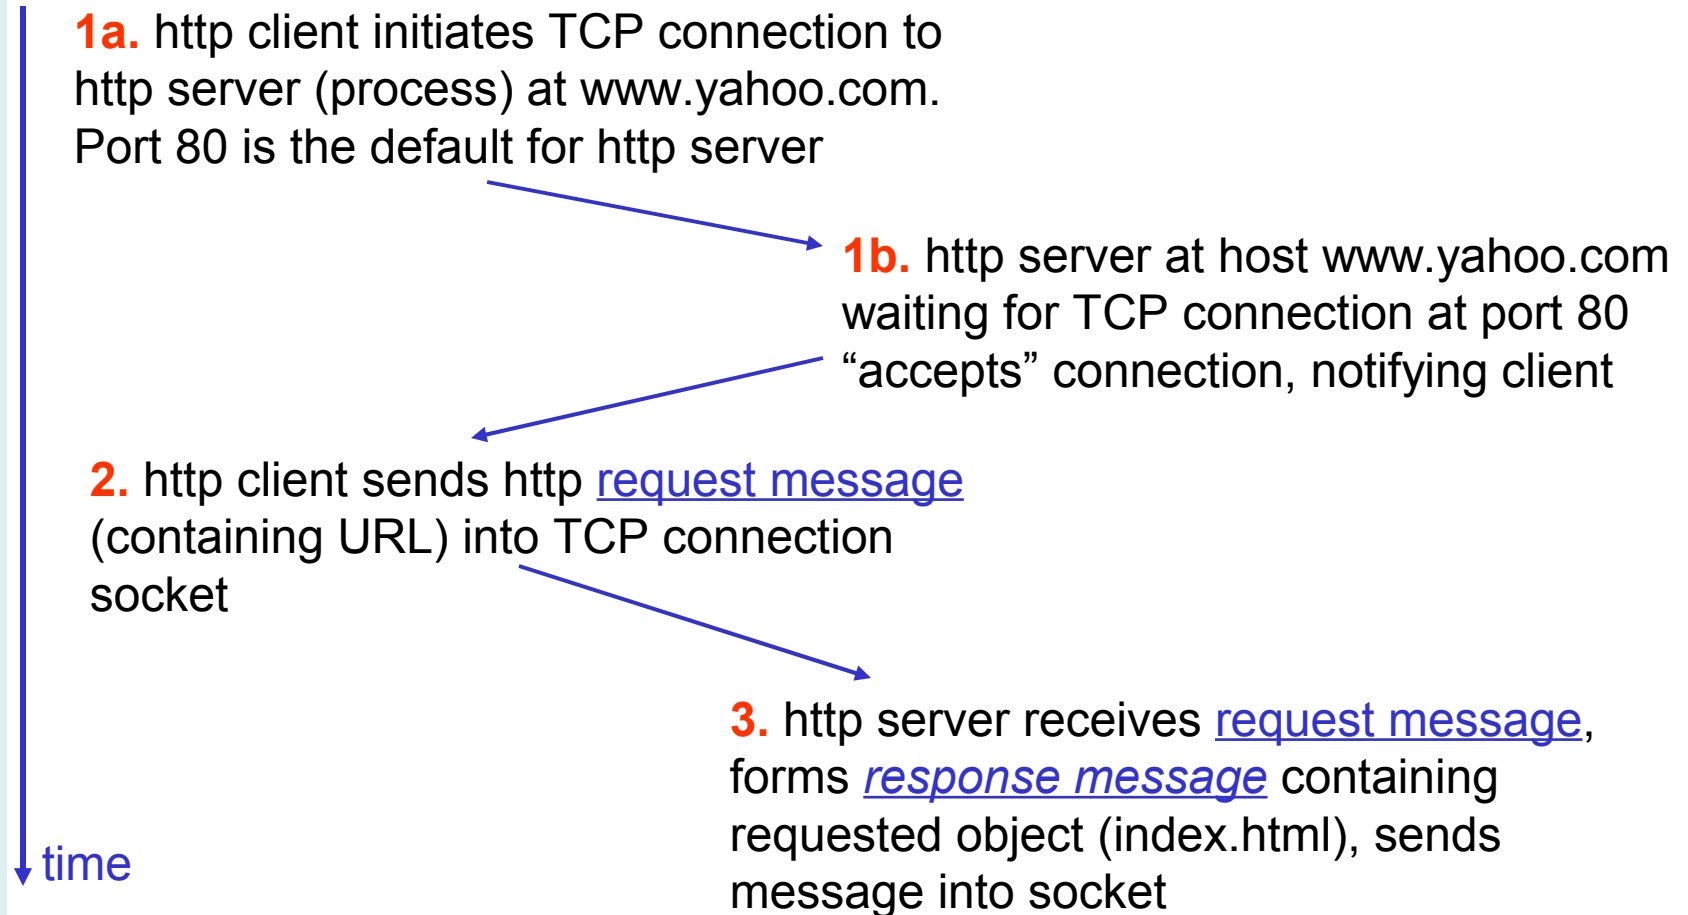 1a. http client initiates TCP connection to
http server (process) at www.yahoo.com.
Port 80 is the default for http server
1b. http server at host www.yahoo.com
waiting for TCP connection at port 80
“accepts” connection, notifying client
2. http client sends http request message
(containing URL) into TCP connection
socket
3. http server receives request message,
forms response message containing
requested object (index.html), sends
message into socket
time